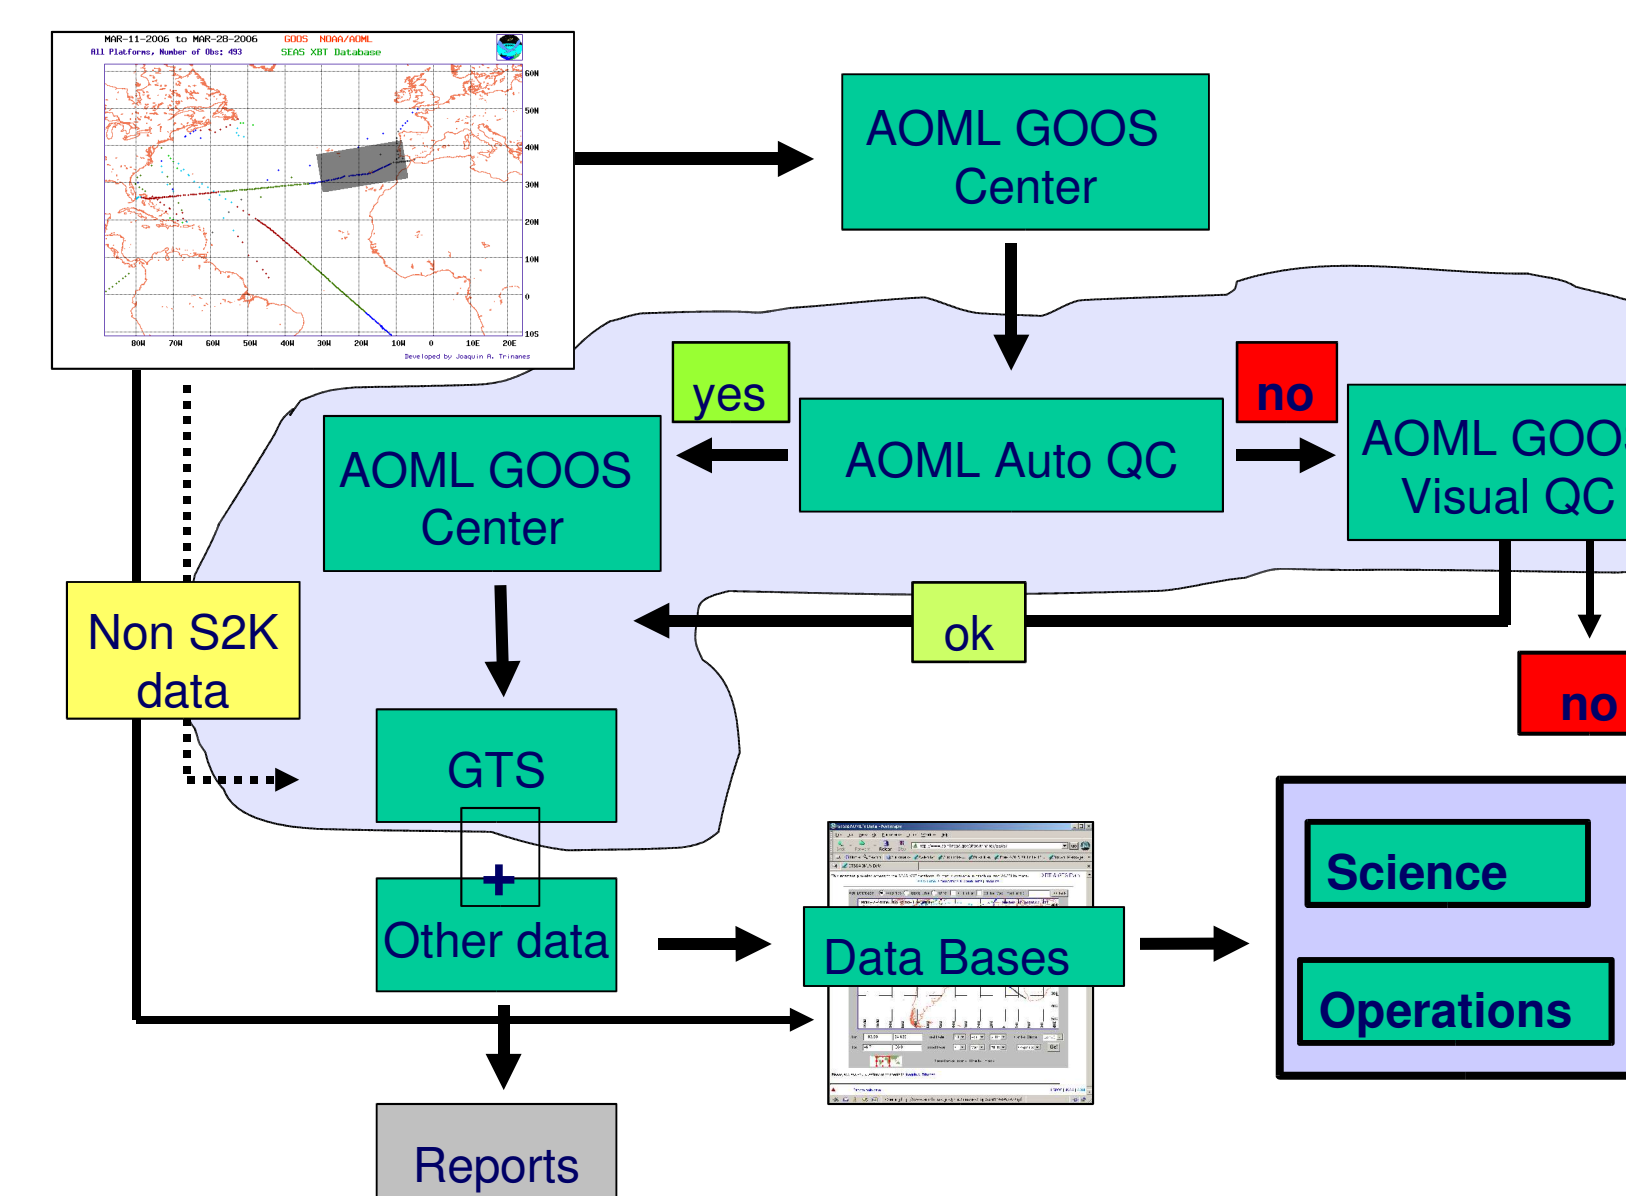 MAR-11-2006 to MAR-28-2006 GOOS NOAA/AOML
All Platforms, Number of Obs: 493 SEAS XBT Database
60N
50N
40N
30N
20N
10N
0
10S
80W 70W 60W 50W 40W 30W 20W 10W 0 10E 20E
Developed by Joaquin A. Trinanes
AOML GOOS
Center
yes
no
AOML GOOS
Center
AOML Auto QC
AOML GOOS
Visual QC
Non S2K
data
ok
no
GTS
+
Other data
Data Bases
Science
Operations
Reports